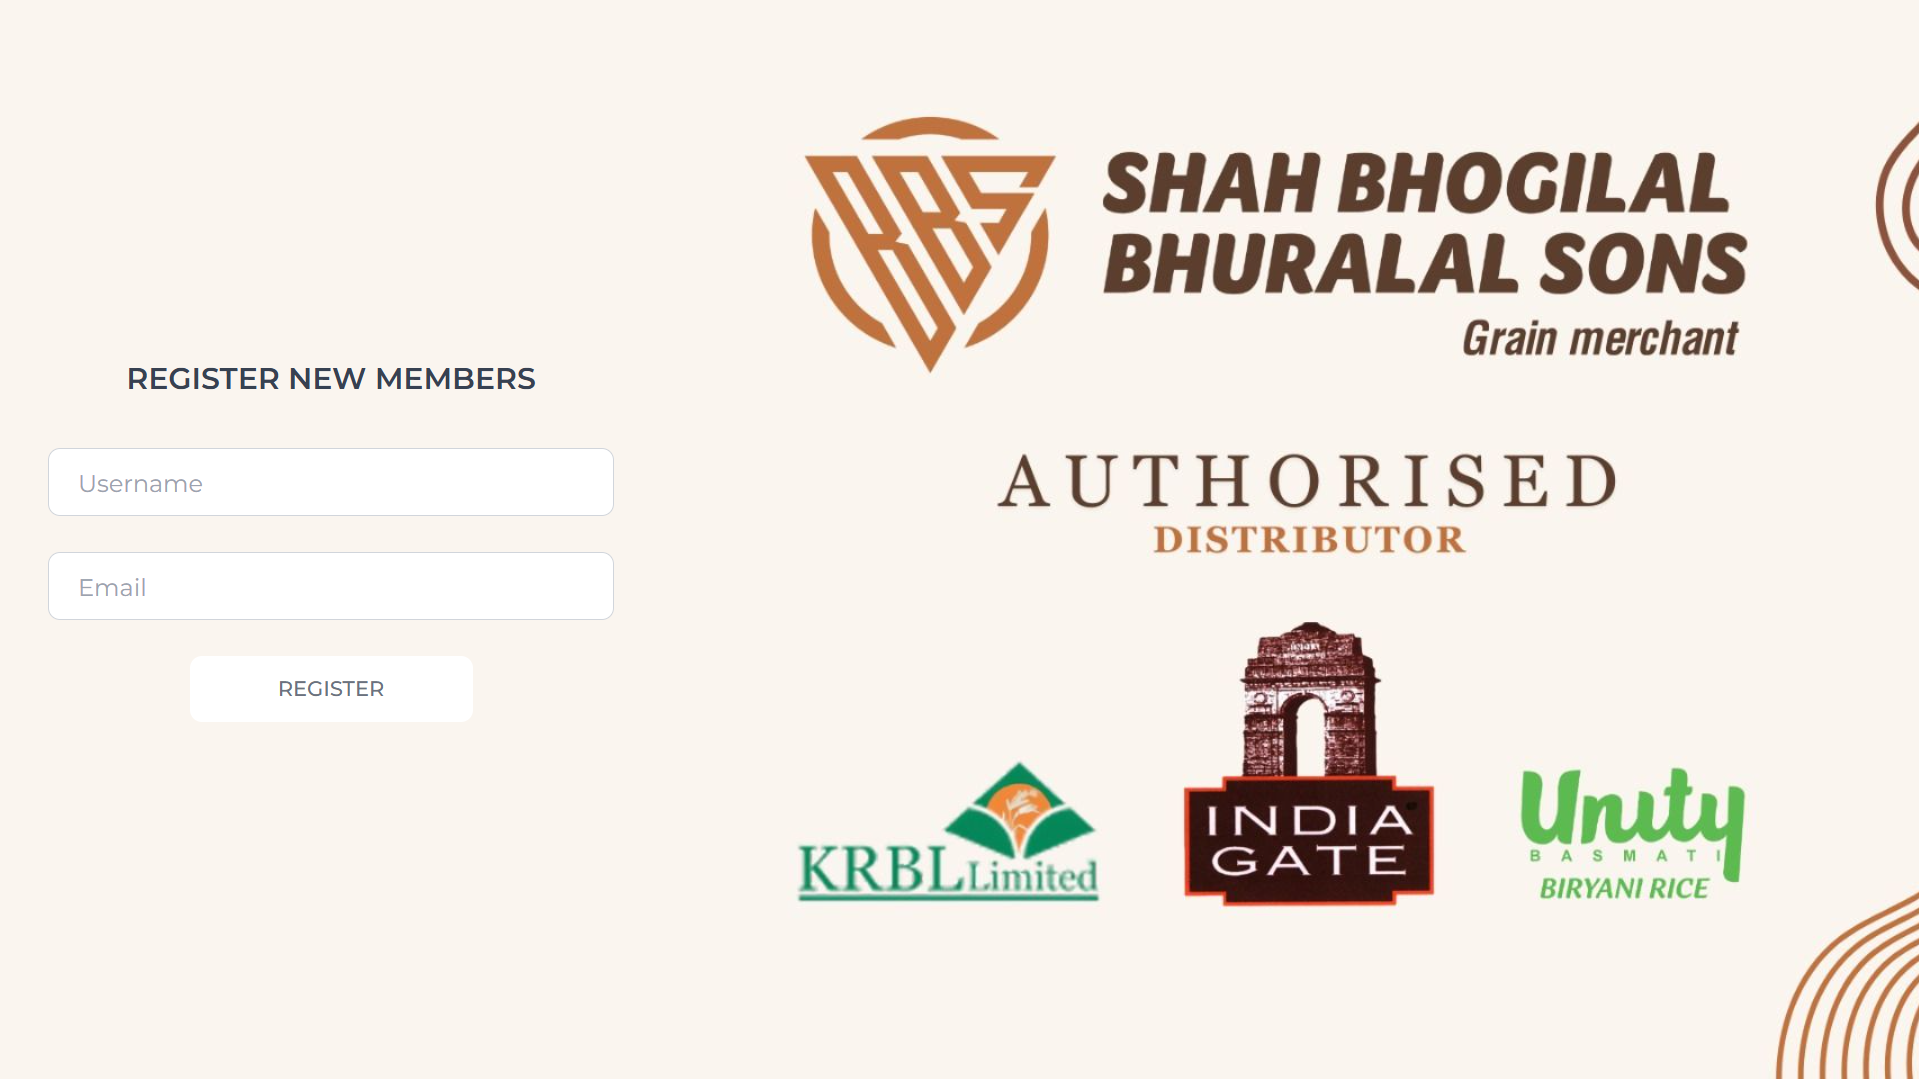 REGISTER NEW MEMBERS
Username
Email
REGISTER
SHAH BHOGILAL
BHURALAL SONS
Grain merchant
AUTHORISED
DISTRIBUTOR
KRBL Limited
INDIA
GATE
Unity
BASMATI
BIRYANI RICE